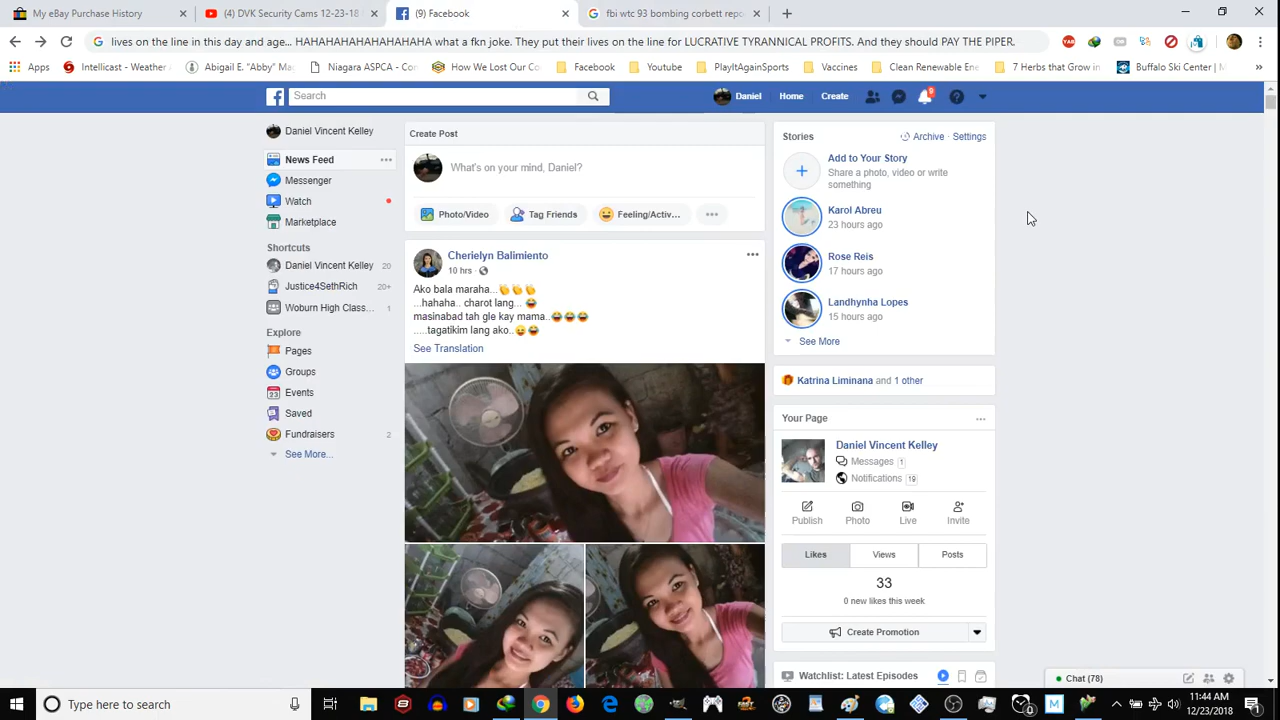 My eBay Purchase History
(4) DVK Security Cams 12-23-18
(9) Facebook
fbi wtc 93 bombing corbett repo
lives on the line in this day and age... HAHAHAHAHAHAHAHA what a fkn joke. They put their lives on the line for LUCRATIVE TYRANNICAL PROFITS. And they should PAY THE PIPER.
Apps
Intellicast - Weather
Abigail E. "Abby" Mag
Niagara ASPCA - Con
How We Lost Our Co
Facebook
Youtube
PlayItAgainSports
Vaccines
Clean Renewable Ene
7 Herbs that Grow in
Buffalo Ski Center | M
Search
Daniel
Home
Create
9
Daniel Vincent Kelley
News Feed
Messenger
Watch
Marketplace
Shortcuts
Daniel Vincent Kelley 20
Justice4SethRich 20+
Woburn High Class... 1
Explore
Pages
Groups
Events
Saved
Fundraisers 2
See More...
Create Post
What's on your mind, Daniel?
Photo/Video
Tag Friends
Feeling/Activ...
Cherielyn Balimiento
10 hrs
Ako bala maraha...
...hahaha.. charot lang...
masinabad tah gle kay mama..
.....tagatikim lang ako..
See Translation
Stories
Archive · Settings
Add to Your Story
Share a photo, video or write
something
Karol Abreu
23 hours ago
Rose Reis
17 hours ago
Landhynha Lopes
15 hours ago
See More
Katrina Liminana and 1 other
Your Page
Daniel Vincent Kelley
Messages 1
Notifications 19
Publish
Photo
Live
Invite
Likes
Views
Posts
33
0 new likes this week
Create Promotion
Watchlist: Latest Episodes
Chat (78)
Type here to search
11:44 AM
12/23/2018